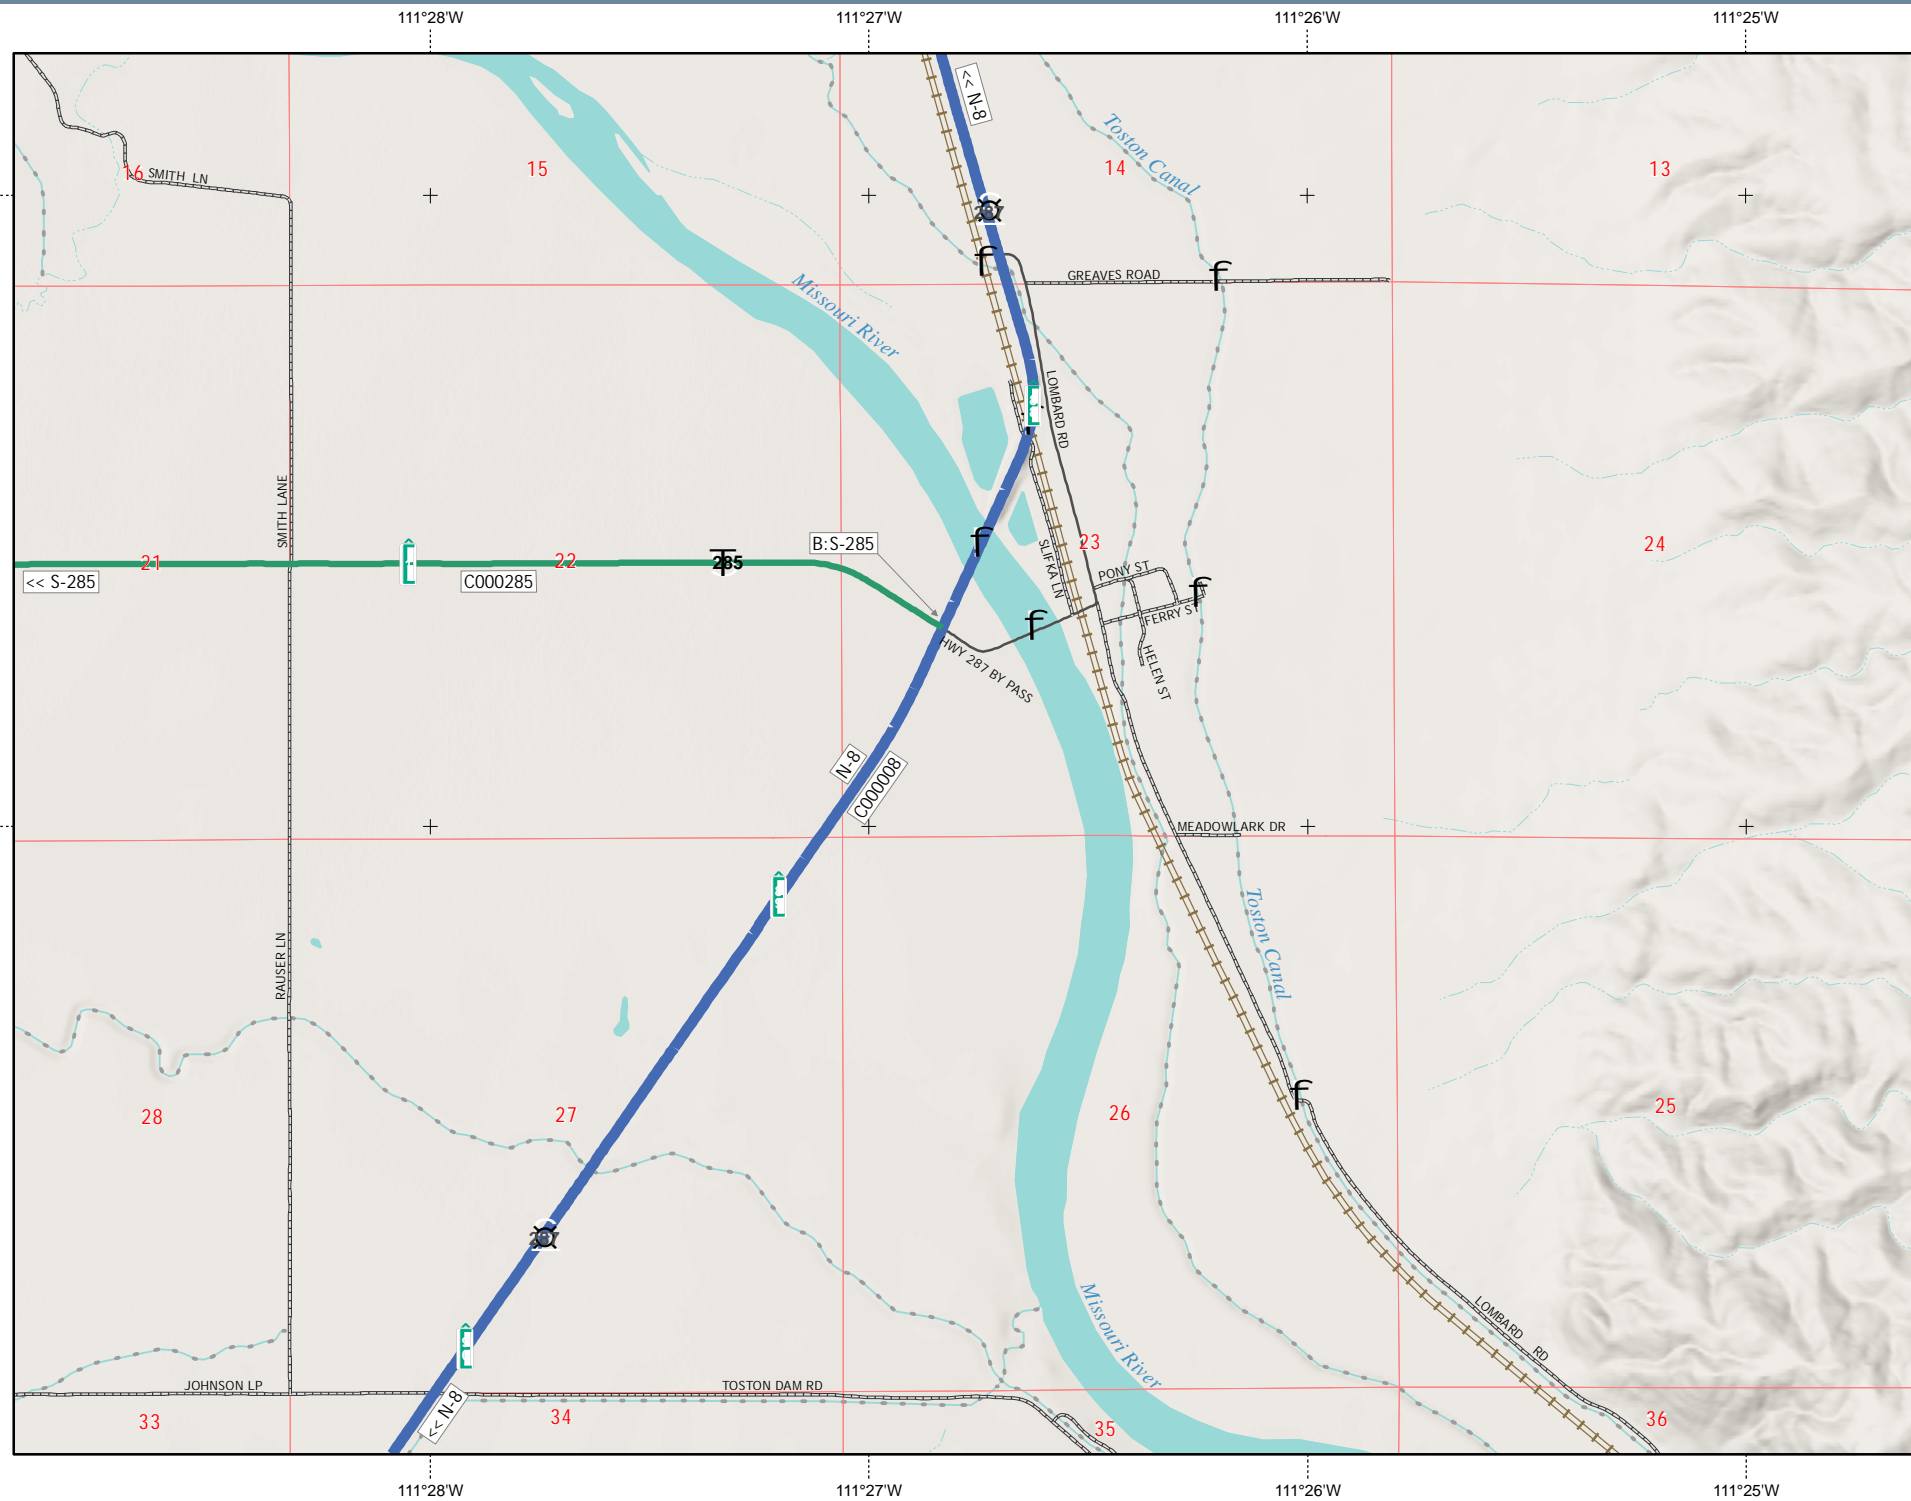 111°28'W
111°27'W
111°26'W
111°25'W
<< N-8
Toston Canal
16
SMITH LN
15
14
13
287
GREAVES ROAD
Missouri River
LOMBARD RD
SMITH LANE
21
<< S-285
22
C000285
285
B:S-285
SLIFKA LN
23
24
PONY ST
FERRY ST
HELEN ST
HWY 287 BY PASS
N-8
C000008
MEADOWLARK DR
Toston Canal
RAUSER LN
28
27
26
25
287
Missouri River
LOMBARD RD
JOHNSON LP
TOSTON DAM RD
<< N-8
33
34
35
36
111°28'W
111°27'W
111°26'W
111°25'W